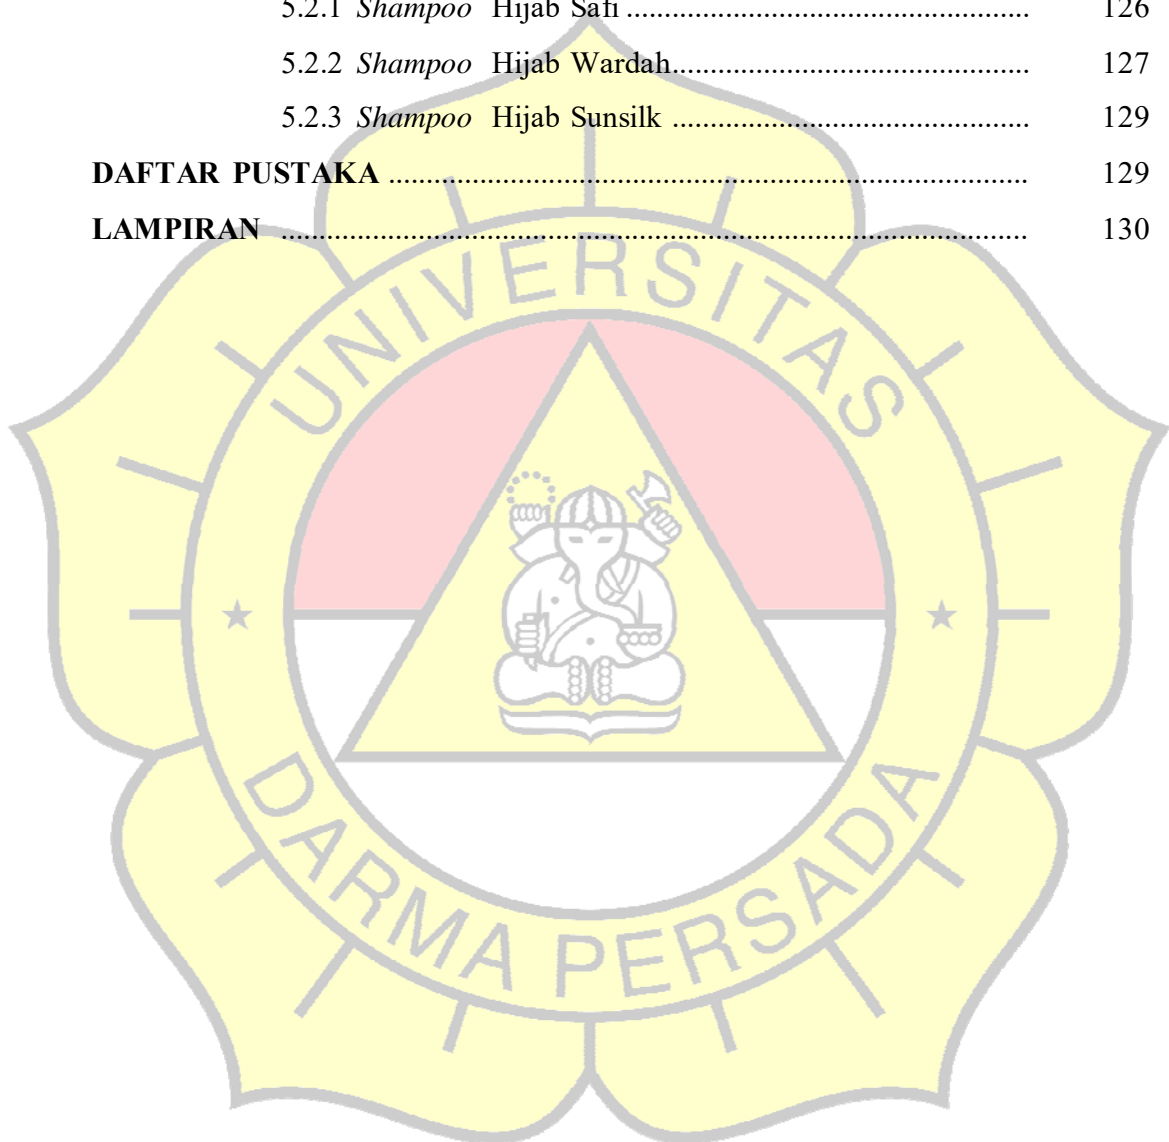 5.2.1 Shampoo Hijab Safi ................................................................ 126
5.2.2 Shampoo Hijab Wardah......................................................... 127
5.2.3 Shampoo Hijab Sunsilk ......................................................... 129
DAFTAR PUSTAKA ...................................................................................... 129
LAMPIRAN ...................................................................................................... 130
UNIVERSITAS
DARMA PERSADA